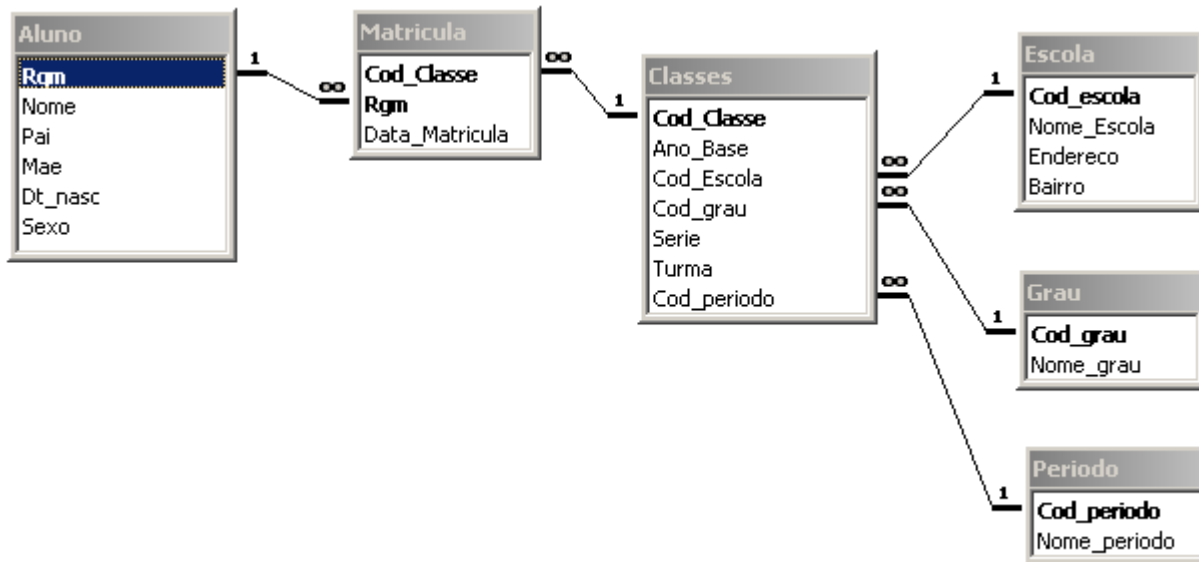 Aluno
Rgm
Nome
Pai
Mae
Dt_nasc
Sexo
1
∞
Matricula
Cod_Classe
Rgm
Data_Matricula
∞
1
Classes
Cod_Classe
Ano_Base
Cod_Escola
Cod_grau
Serie
Turma
Cod_periodo
∞
∞
∞
1
Escola
Cod_escola
Nome_Escola
Endereco
Bairro
1
Grau
Cod_grau
Nome_grau
1
Periodo
Cod_periodo
Nome_periodo